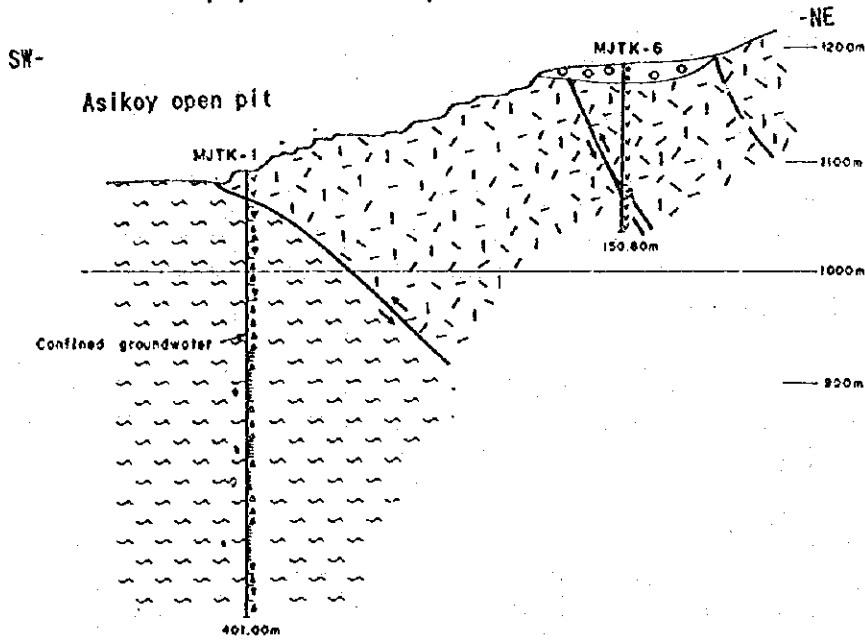 -NE
SW-
MJTK-6
1200m
Asikoy open pit
MJTK-1
1100m
150.80m
1000m
Confined groundwater
900m
401.00m